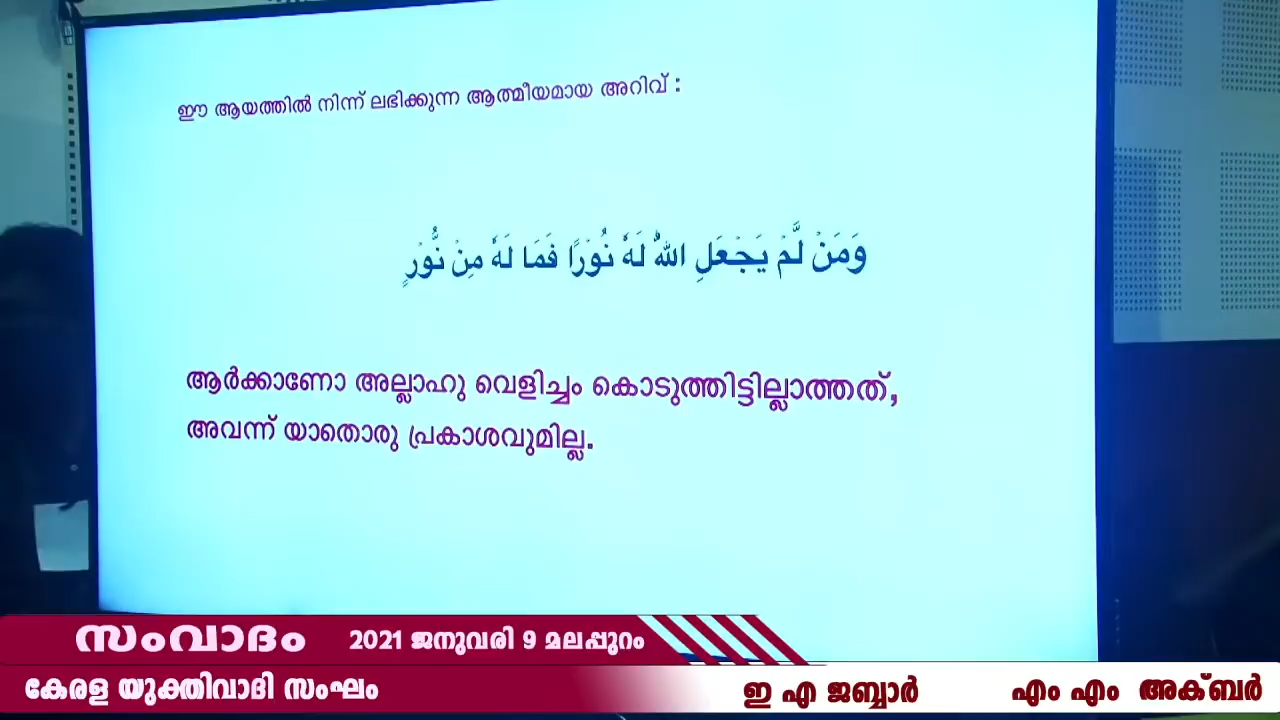 ഈ ആയത്തിൽ നിന്ന് ലഭിക്കുന്ന ആത്മീയമായ അറിവ് :
وَمَنْ لَّمْ يَجْعَلِ اللّٰهُ لَهٗ نُوْرًا فَمَا لَهٗ مِنْ نُّوْرٍ
ആർക്കാണോ അല്ലാഹു വെളിച്ചം കൊടുത്തിട്ടില്ലാത്തത്,
അവന്ന് യാതൊരു പ്രകാശവുമില്ല.
സംവാദം 2021 ജനുവരി 9 മലപ്പുറം
കേരള യുക്തിവാദി സംഘം ഇ എ ജബ്ബാർ എം എം അക്ബർ